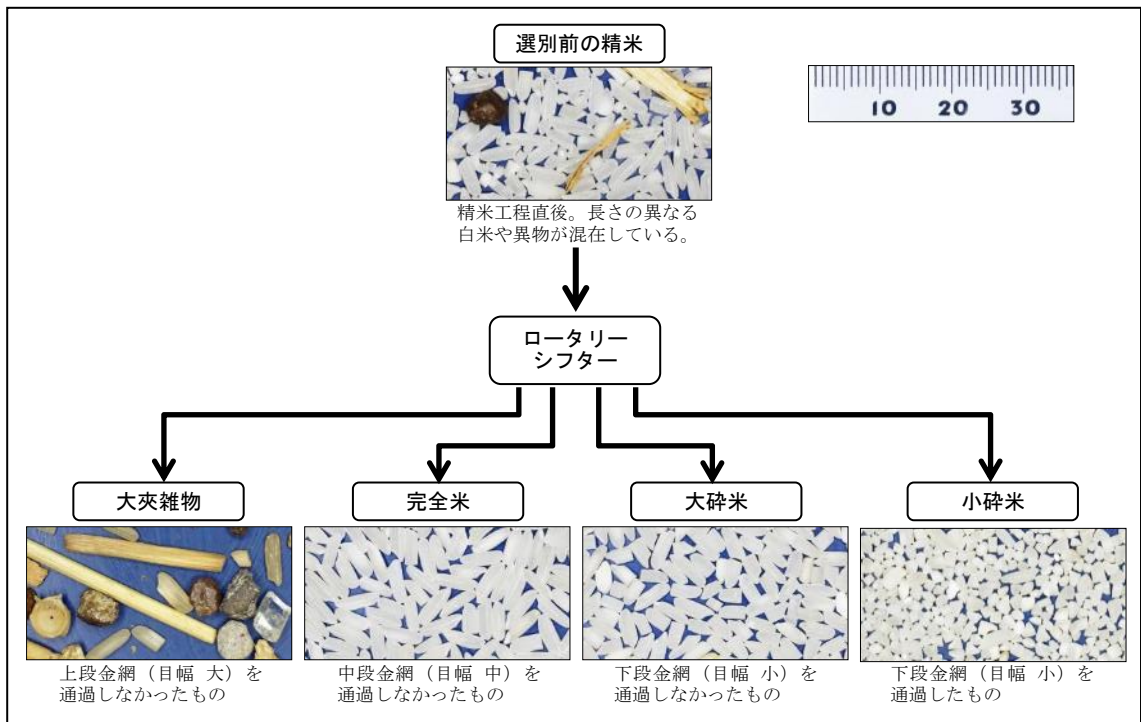 選別前の精米
10 20 30
精米工程直後。長さの異なる
白米や異物が混在している。
ロータリー
シフター
大夾雑物
上段金網（目幅 大）を
通過しなかったもの
完全米
中段金網（目幅 中）を
通過しなかったもの
大砕米
下段金網（目幅 小）を
通過しなかったもの
小砕米
下段金網（目幅 小）を
通過したもの